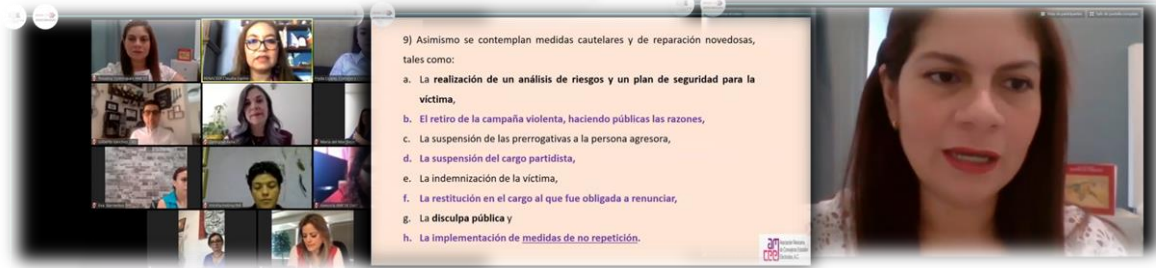 9) Asimismo se contemplan medidas cautelares y de reparación novedosas,
tales como:
a. La realización de un análisis de riesgos y un plan de seguridad para la
víctima,
b. El retiro de la campaña violenta, haciendo públicas las razones,
c. La suspensión de las prerrogativas a la persona agresora,
d. La suspensión del cargo partidista,
e. La indemnización de la víctima,
f. La restitución en el cargo al que fue obligada a renunciar,
g. La disculpa pública y
h. La implementación de medidas de no repetición.